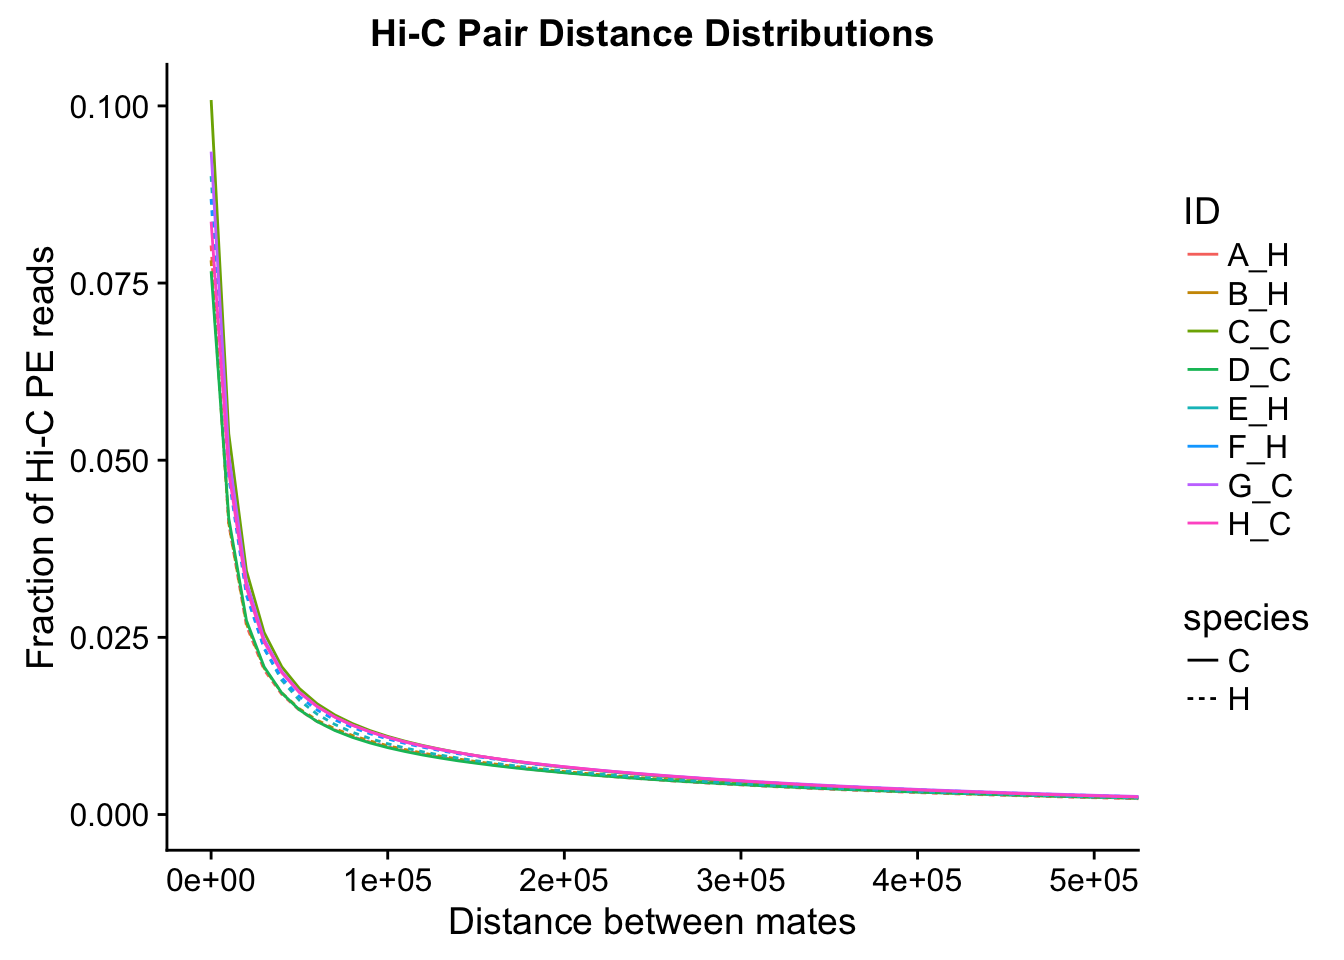 Hi-C Pair Distance Distributions
Fraction of Hi-C PE reads
0.100
0.075
0.050
0.025
0.000
0e+00 1e+05 2e+05 3e+05 4e+05 5e+05
Distance between mates
ID
A_H
B_H
C_C
D_C
E_H
F_H
G_C
H_C
species
C
H